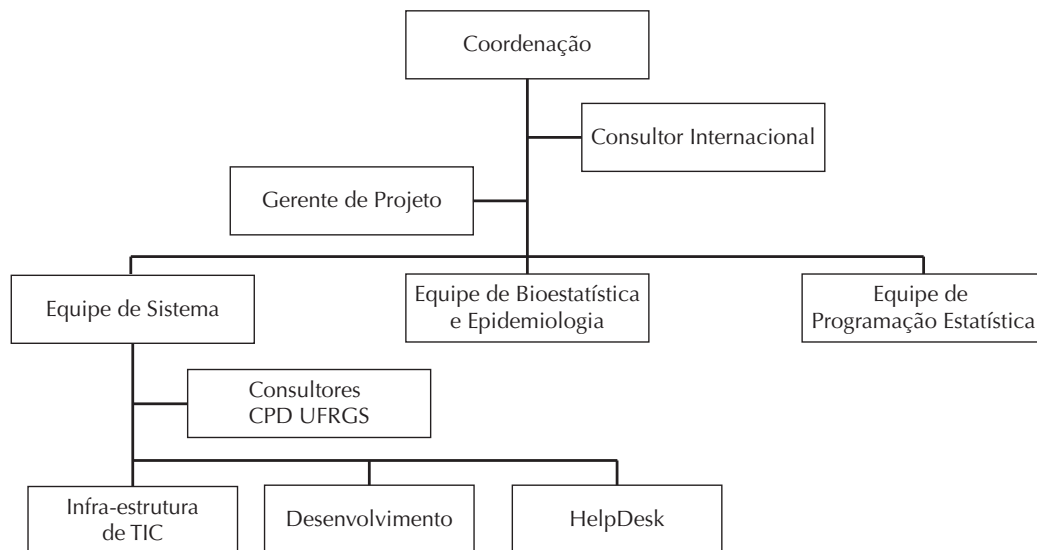 Coordenação
Consultor Internacional
Gerente de Projeto
Equipe de Sistema
Equipe de Bioestatística
e Epidemiologia
Equipe de
Programação Estatística
Consultores
CPD UFRGS
Infra-estrutura
de TIC
Desenvolvimento
HelpDesk